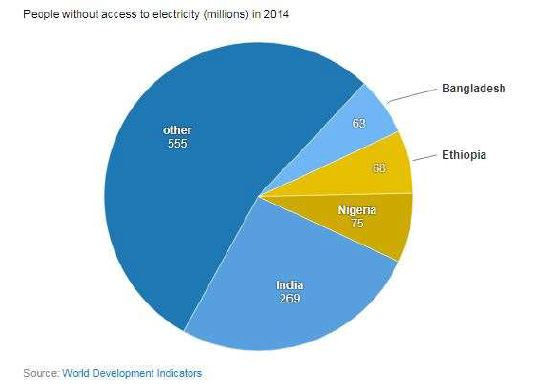 People without access to electricity (millions) in 2014
other
555
63
Bangladesh
68
Ethiopia
Nigeria
75
India
269
Source: World Development Indicators